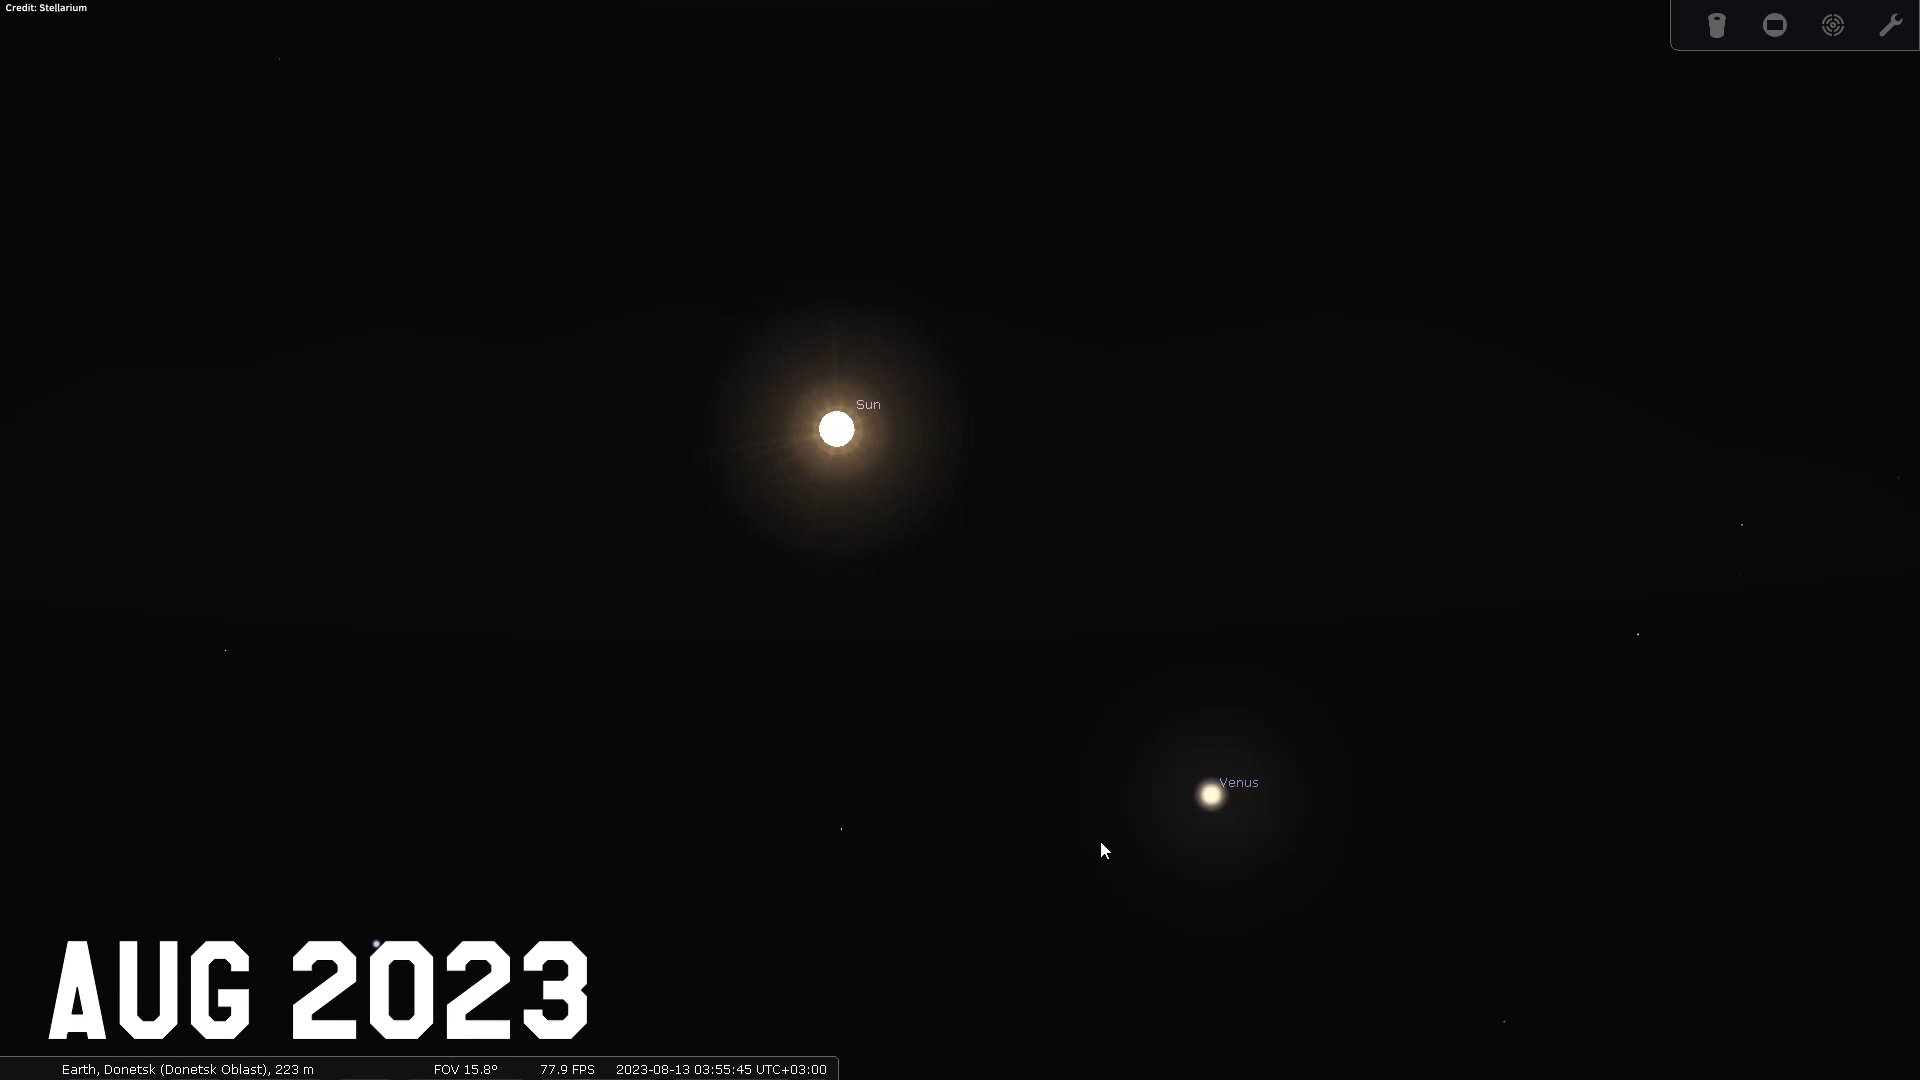 Credit: Stellarium
Sun
Venus
AUG 2023
Earth, Donetsk (Donetsk Oblast), 223 m FOV 15.8° 77.9 FPS 2023-08-13 03:55:45 UTC+03:00